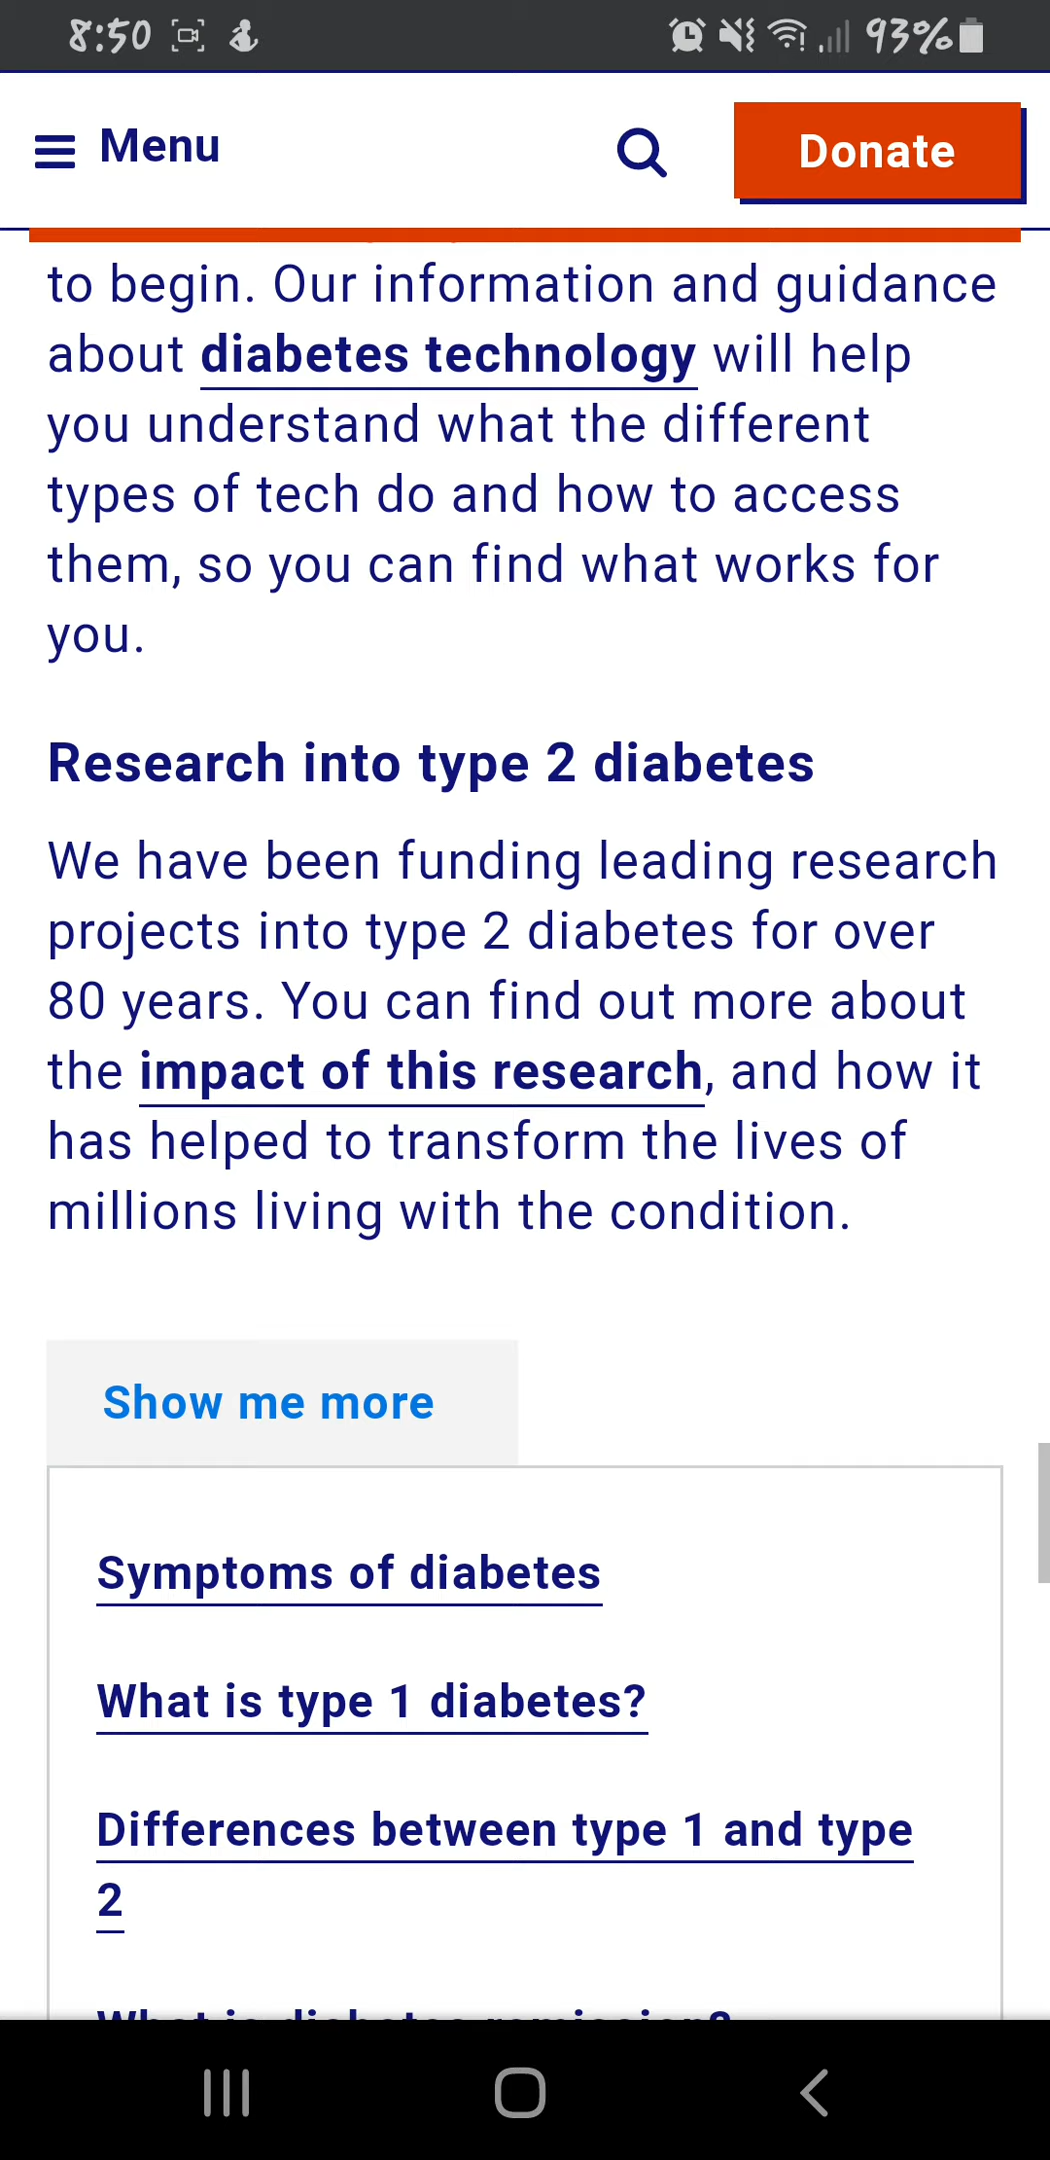 8:50
93%
Menu
Donate
to begin. Our information and guidance
about diabetes technology will help
you understand what the different
types of tech do and how to access
them, so you can find what works for
you.
Research into type 2 diabetes
We have been funding leading research
projects into type 2 diabetes for over
80 years. You can find out more about
the impact of this research, and how it
has helped to transform the lives of
millions living with the condition.
Show me more
Symptoms of diabetes
What is type 1 diabetes?
Differences between type 1 and type
2
What is diabetes remission?